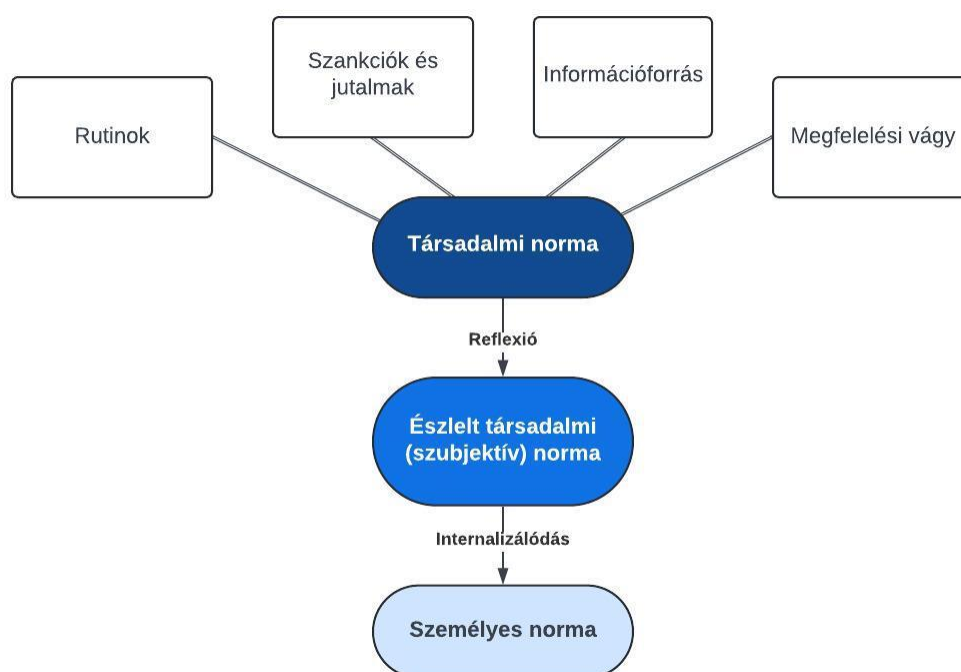 Szankciók és
jutalmak
Információforrás
Rutinok
Megfelelési vágy
Társadalmi norma
Reflexió
Észlelt társadalmi
(szubjektív) norma
Internalizálódás
Személyes norma